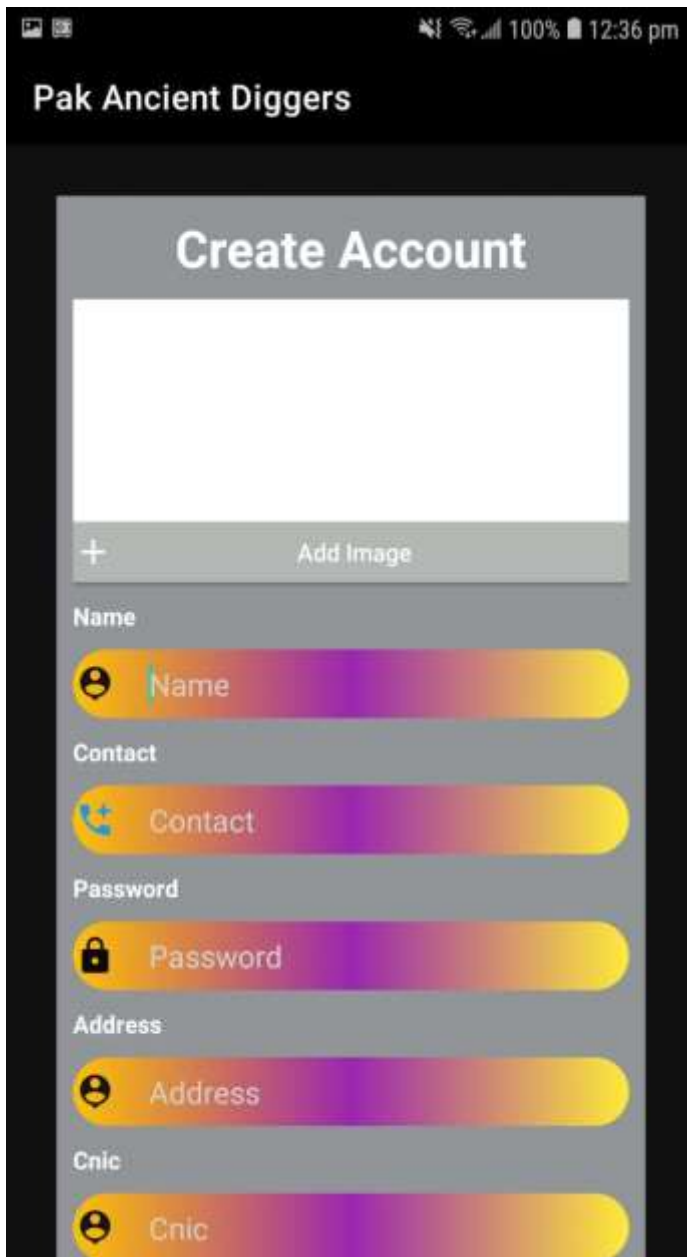 100% 12:36 pm
Pak Ancient Diggers
Create Account
+ Add Image
Name
Name
Contact
Contact
Password
Password
Address
Address
Cnic
Cnic